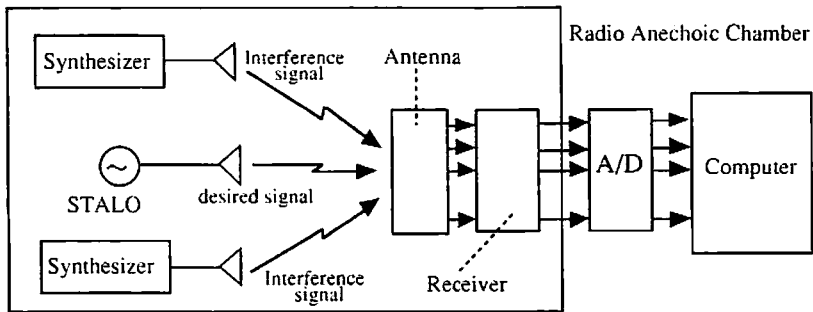 Radio Anechoic Chamber
Synthesizer
Interference
signal
Antenna
STALO
desired signal
A/D
Computer
Synthesizer
Interference
signal
Receiver